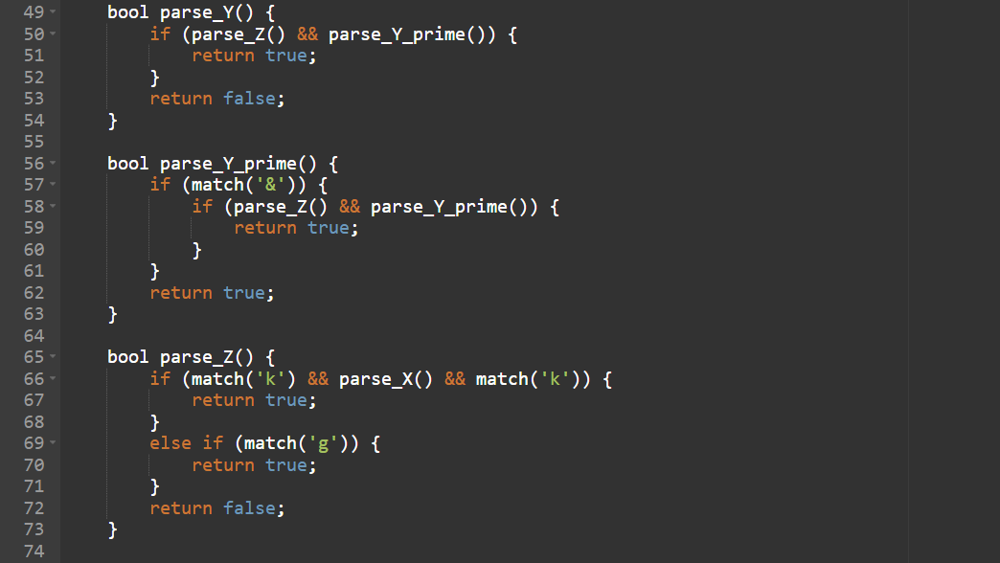 49 bool parse_Y() {
50 if (parse_Z() && parse_Y_prime()) {
51 return true;
52 }
53 return false;
54 }
55
56 bool parse_Y_prime() {
57 if (match('&')) {
58 if (parse_Z() && parse_Y_prime()) {
59 return true;
60 }
61 }
62 return true;
63 }
64
65 bool parse_Z() {
66 if (match('k') && parse_X() && match('k')) {
67 return true;
68 }
69 else if (match('g')) {
70 return true;
71 }
72 return false;
73 }
74